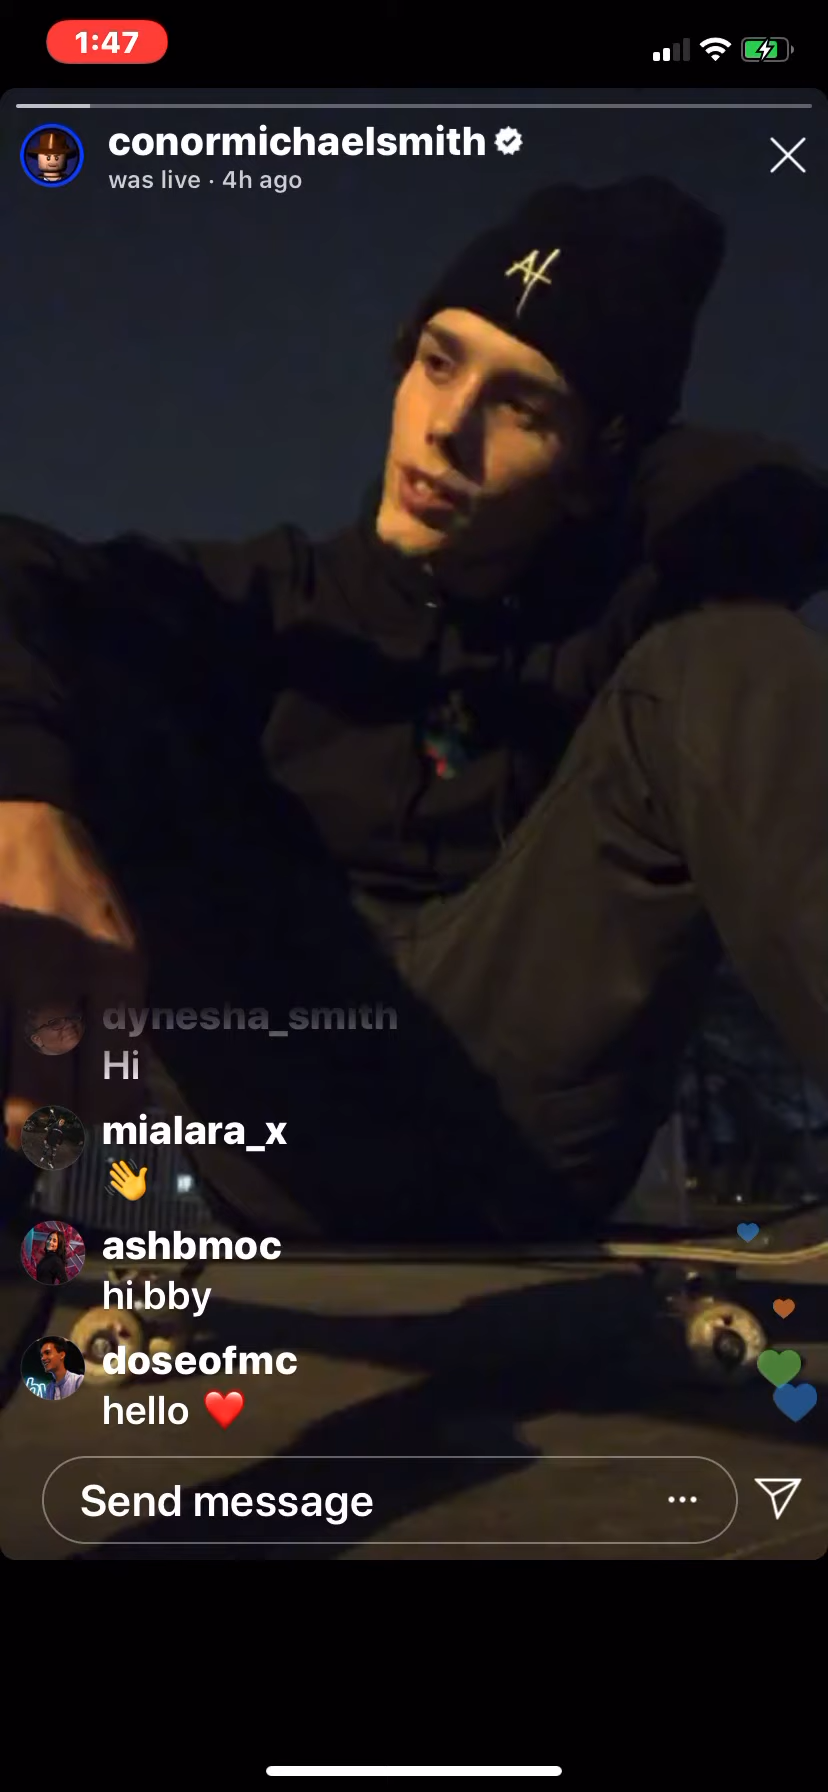 1:47
conormichaelsmith
was live · 4h ago
dynesha_smith
Hi
mialara_x
👋
ashbmoc
hi bby
doseofmc
hello ❤️
Send message